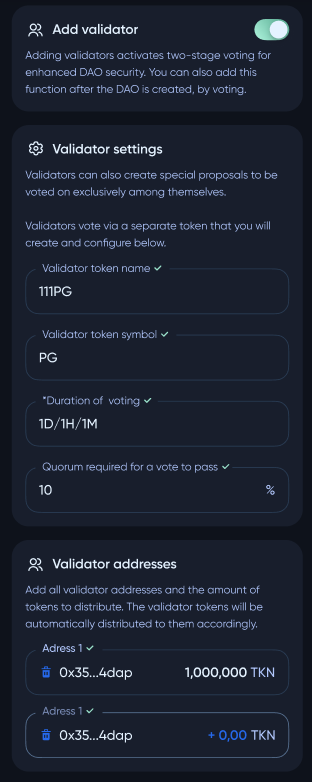 Add validator
Adding validators activates two-stage voting for
enhanced DAO security. You can also add this
function after the DAO is created, by voting.
Validator settings
Validators can also create special proposals to be
voted on exclusively among themselves.
Validators vote via a separate token that you will
create and configure below.
Validator token name
111PG
Validator token symbol
PG
*Duration of voting
1D/1H/1M
Quorum required for a vote to pass
10 %
Validator addresses
Add all validator addresses and the amount of
tokens to distribute. The validator tokens will be
automatically distributed to them accordingly.
Adress 1
0x35...4dap 1,000,000 TKN
Adress 1
0x35...4dap + 0,00 TKN